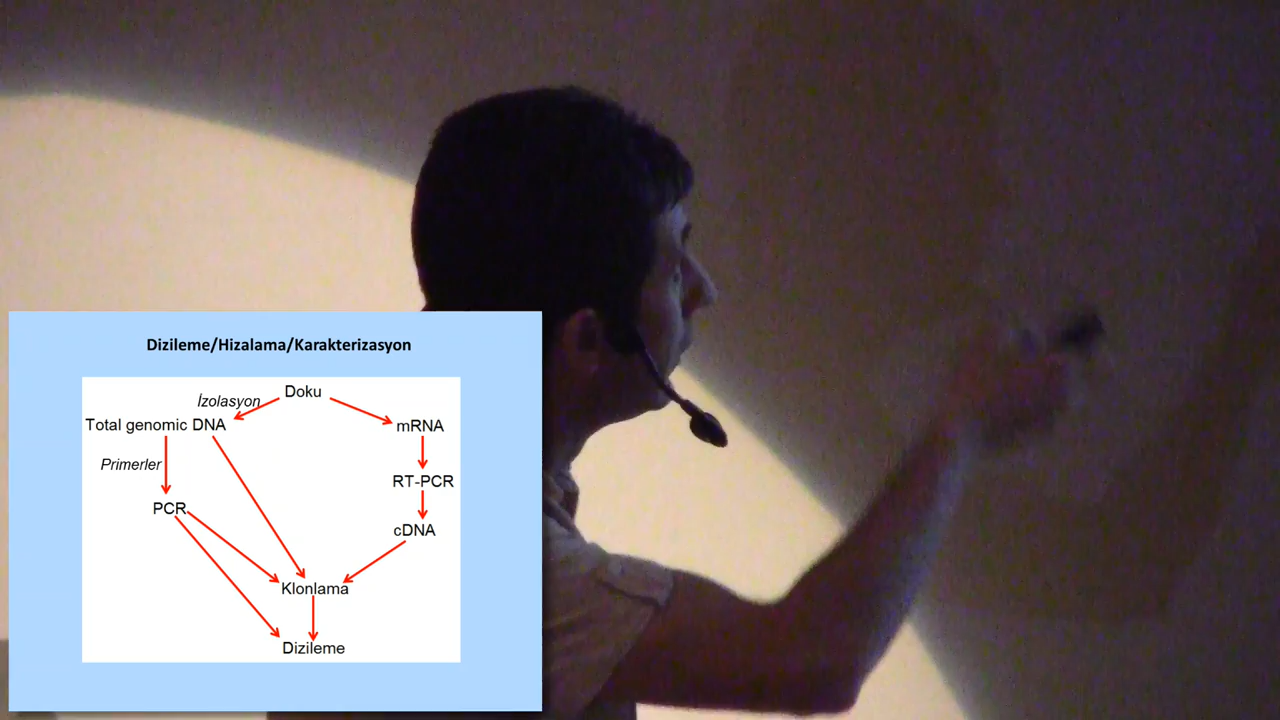 Dizileme/Hizalama/Karakterizasyon
Doku
İzolasyon
Total genomic DNA
mRNA
Primerler
RT-PCR
PCR
cDNA
Klonlama
Dizileme